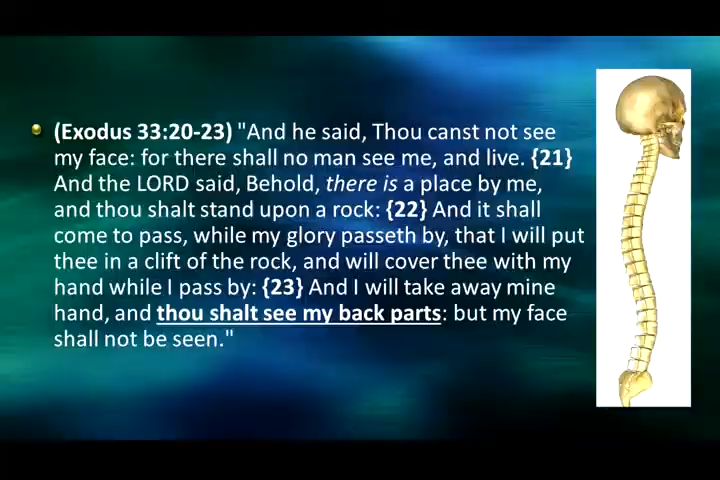 (Exodus 33:20-23) "And he said, Thou canst not see
my face: for there shall no man see me, and live. {21}
And the LORD said, Behold, there is a place by me,
and thou shalt stand upon a rock: {22} And it shall
come to pass, while my glory passeth by, that I will put
thee in a clift of the rock, and will cover thee with my
hand while I pass by: {23} And I will take away mine
hand, and thou shalt see my back parts: but my face
shall not be seen."